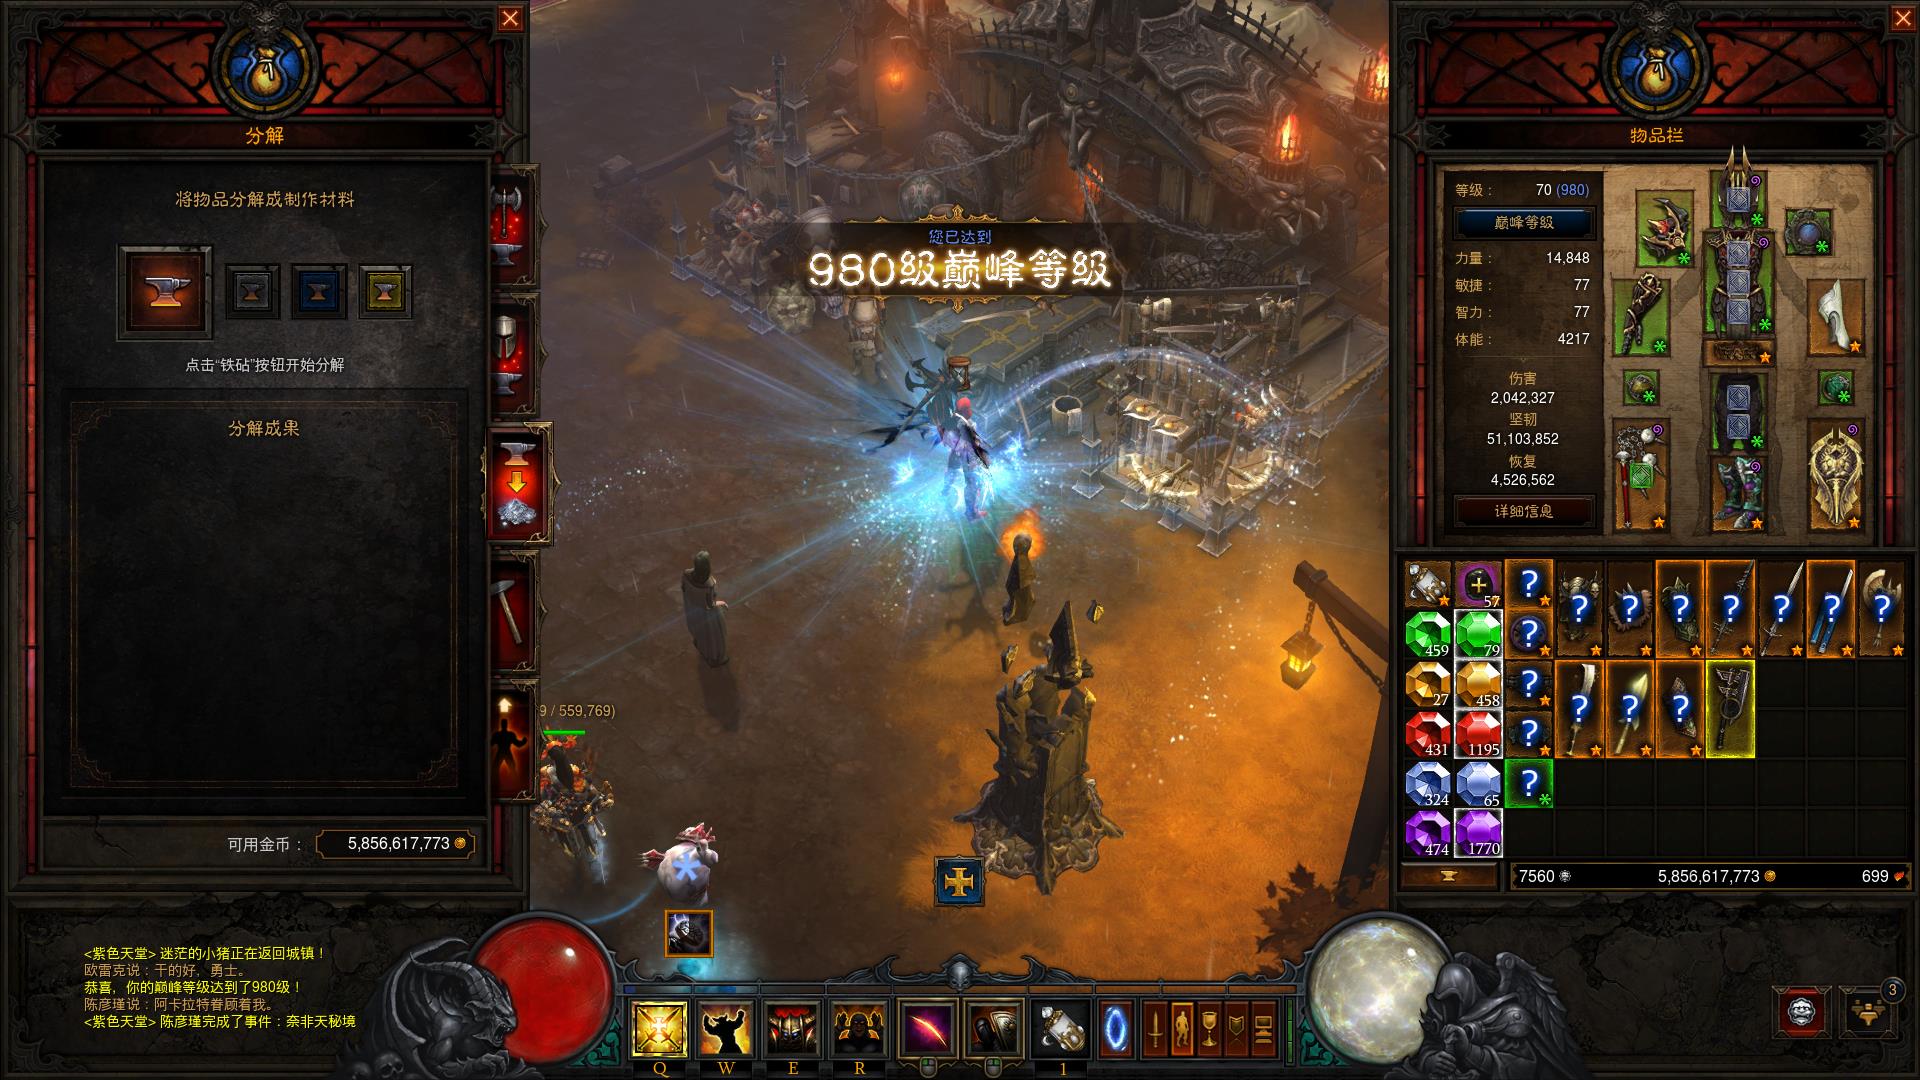 分解
将物品分解成制作材料
点击“铁砧”按钮开始分解
分解成果
可用金币： 5,856,617,773
您已达到
980级巅峰等级
9 / 559,769)
<紫色天堂> 迷茫的小猪正在返回城镇！
欧雷克说：干的好，勇士。
恭喜，你的巅峰等级达到了980级！
陈彦瑾说：阿卡拉特眷顾着我。
<紫色天堂> 陈彦瑾完成了事件：奈非天秘境
Q W E R 1
物品栏
等级： 70 (980)
巅峰等级
力量： 14,848
敏捷： 77
智力： 77
体能： 4217
伤害
2,042,327
坚韧
51,103,852
恢复
4,526,562
详细信息
57
? ? ? ? ? ? ? ?
459 79 ?
27 458 ? ? ? ?
431 1195 ?
324 65 ?
474 1770
7560 5,856,617,773 699
3